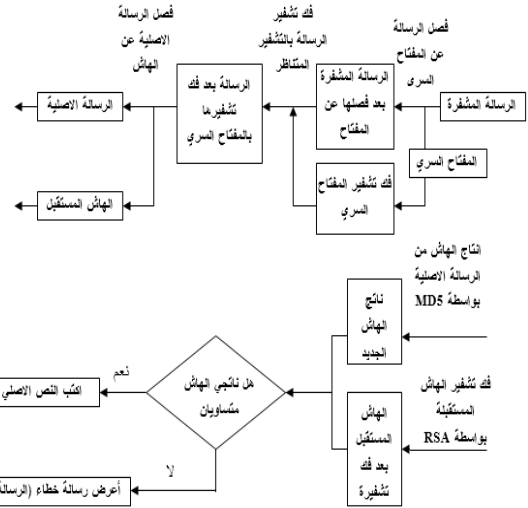 فصل الرسالة
عن المفتاح
السرى
فك تشفير
الرسالة بالتشفير
المتناظر
فصل الرسالة
الاصلية عن
الهاش
الرسالة المشفرة
الرسالة المشفرة
بعد فصلها عن
المفتاح
الرسالة بعد فك
تشفيرها
بالمفتاح السري
الرسالة الاصلية
المفتاح السري
فك تشفير المفتاح
السري
الهاش المستقبل
انتاج الهاش من
الرسالة الاصلية
بواسطة MD5
ناتج
الهاش
الجديد
فك تشفير الهاش
المستقبلة
بواسطة RSA
الهاش
المستقبل
بعد فك
تشفيرة
هل ناتجي الهاش
متساويان
نعم
اكتب النص الاصلي
لا
أعرض رسالة خطاء (الرسالة